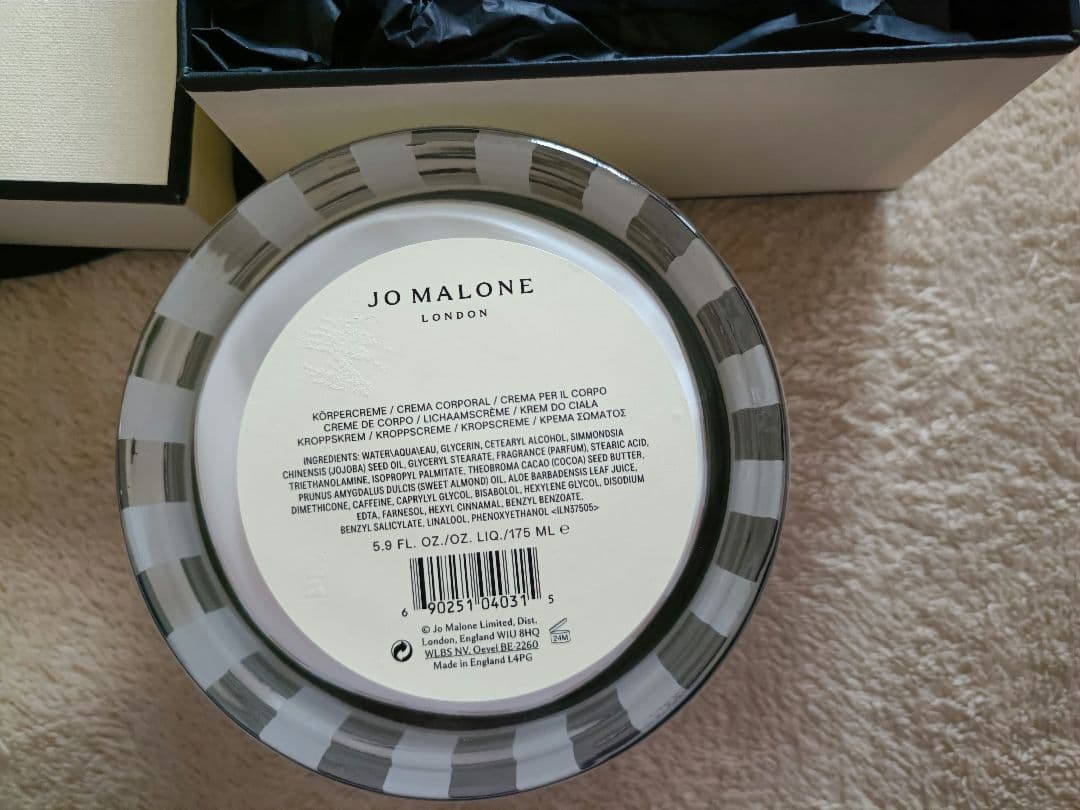 JO MALONE
LONDON
KÖRPERCREME / CREMA CORPORAL / CREMA PER IL CORPO
CREME DE CORPO / LICHAAMSCRÈME / KREM DO CIAŁA
KROPPSKREM / KROPPSCREME / KROPSCREME / ΚΡΕΜΑ ΣΩΜΑΤΟΣ
INGREDIENTS: WATER\AQUA\EAU, GLYCERIN, CETEARYL ALCOHOL, SIMMONDSIA
CHINENSIS (JOJOBA) SEED OIL, GLYCERYL STEARATE, FRAGRANCE (PARFUM), STEARIC ACID,
TRIETHANOLAMINE, ISOPROPYL PALMITATE, THEOBROMA CACAO (COCOA) SEED BUTTER,
PRUNUS AMYGDALUS DULCIS (SWEET ALMOND) OIL, ALOE BARBADENSIS LEAF JUICE,
DIMETHICONE, CAFFEINE, CAPRYLYL GLYCOL, BISABOLOL, HEXYLENE GLYCOL, DISODIUM
EDTA, FARNESOL, HEXYL CINNAMAL, BENZYL BENZOATE,
BENZYL SALICYLATE, LINALOOL, PHENOXYETHANOL <ILN37505>
5.9 FL. OZ./OZ. LIQ./175 ML ℮
6 90251 04031 5
© Jo Malone Limited, Dist.
London, England W1U 8HQ
WLBS NV. Oevel BE-2260
Made in England L4PG
24M